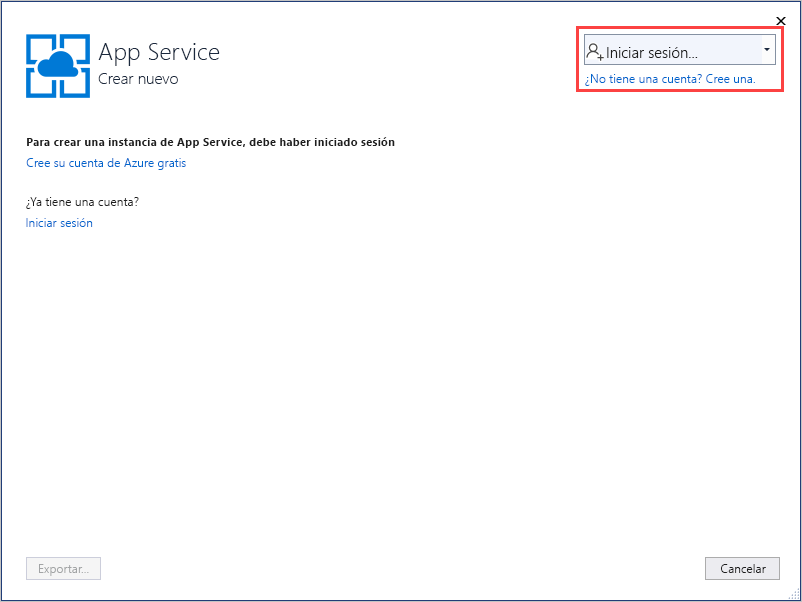 App Service
Crear nuevo
Iniciar sesión...
¿No tiene una cuenta? Cree una.
Para crear una instancia de App Service, debe haber iniciado sesión
Cree su cuenta de Azure gratis
¿Ya tiene una cuenta?
Iniciar sesión
Exportar...
Cancelar